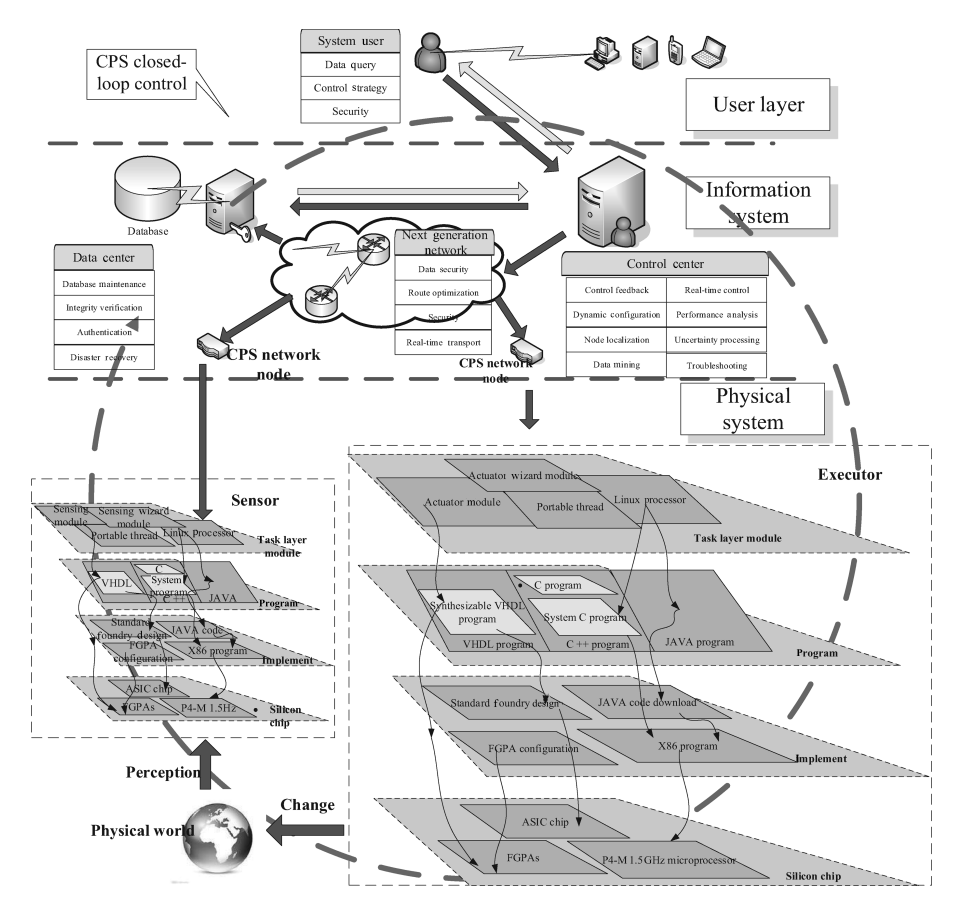 CPS closed-
loop control
System user
Data query
Control strategy
Security
User layer
Information
system
Database
Data center
Database maintenance
Integrity verification
Authentication
Disaster recovery
Next generation
network
Data security
Route optimization
Security
Real-time transport
Control center
Control feedback
Real-time control
Dynamic configuration
Performance analysis
Node localization
Uncertainty processing
Data mining
Troubleshooting
CPS network
node
CPS network
node
Physical
system
Sensor
Sensing
module
Sensing wizard
module
Portable thread
Linux Processor
Task layer
module
VHDL
C
System
program
C ++
JAVA
Program
Standard
foundry design
JAVA code
FGPA
configuration
X86 program
Implement
ASIC chip
FGPAs
P4-M 1.5Hz
Silicon
chip
Executor
Actuator wizard module
Actuator module
Portable thread
Linux processor
Task layer module
C program
Synthesizable VHDL
program
System C program
VHDL program
C ++ program
JAVA program
Program
Standard foundry design
JAVA code download
FGPA configuration
X86 program
Implement
ASIC chip
FGPAs
P4-M 1.5GHz microprocessor
Silicon chip
Perception
Change
Physical world